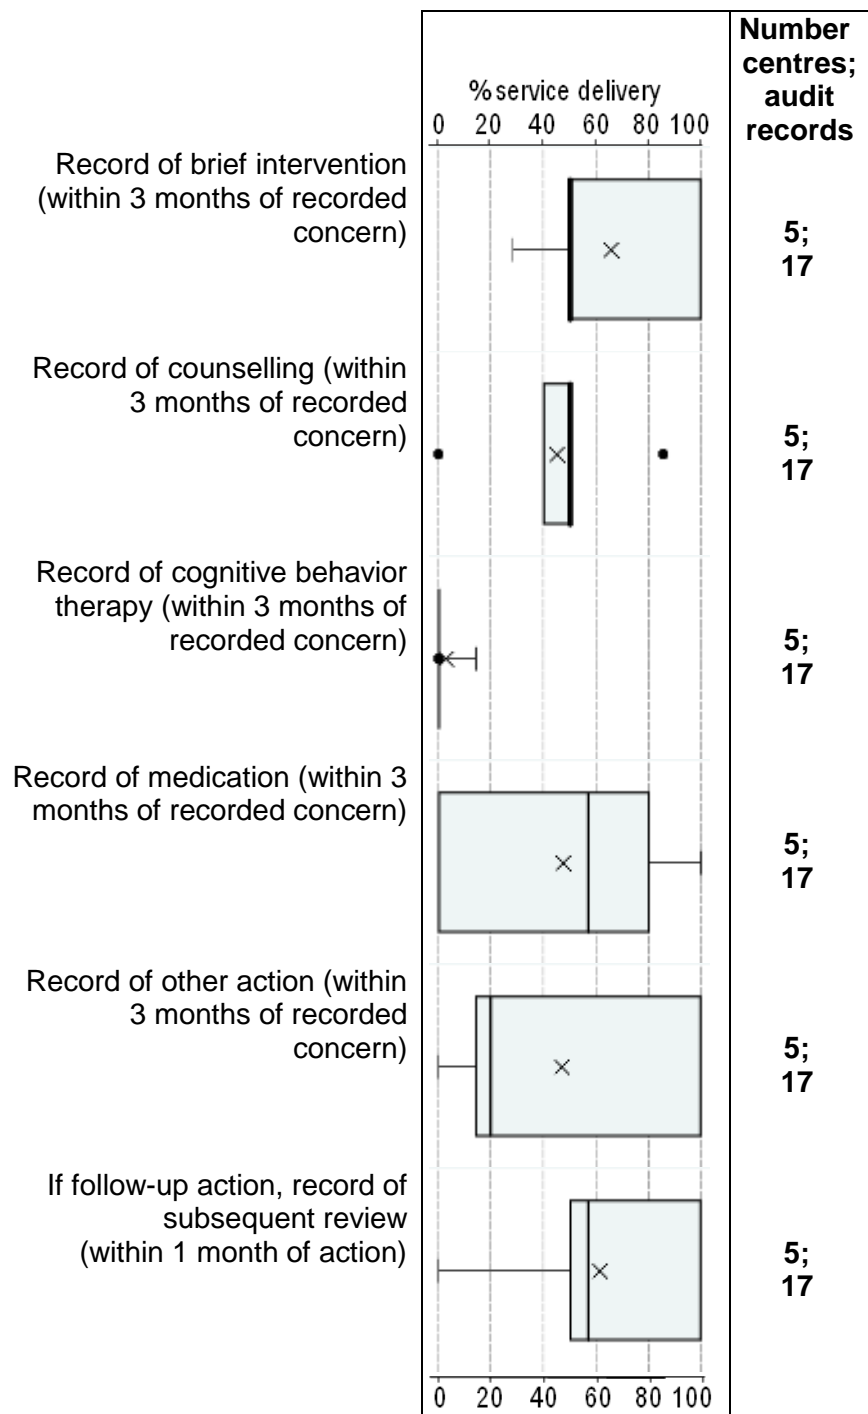 Number
centres;
audit
records
% service delivery
0 20 40 60 80 100
Record of brief intervention
(within 3 months of recorded
concern)
5;
17
Record of counselling (within
3 months of recorded
concern)
5;
17
Record of cognitive behavior
therapy (within 3 months of
recorded concern)
5;
17
Record of medication (within 3
months of recorded concern)
5;
17
Record of other action (within
3 months of recorded
concern)
5;
17
If follow-up action, record of
subsequent review
(within 1 month of action)
5;
17
0 20 40 60 80 100